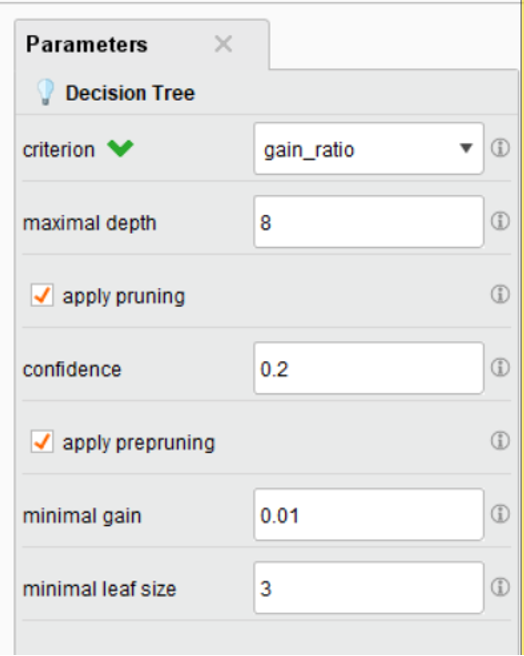 Parameters
Decision Tree
criterion gain_ratio
maximal depth 8
apply pruning
confidence 0.2
apply prepruning
minimal gain 0.01
minimal leaf size 3